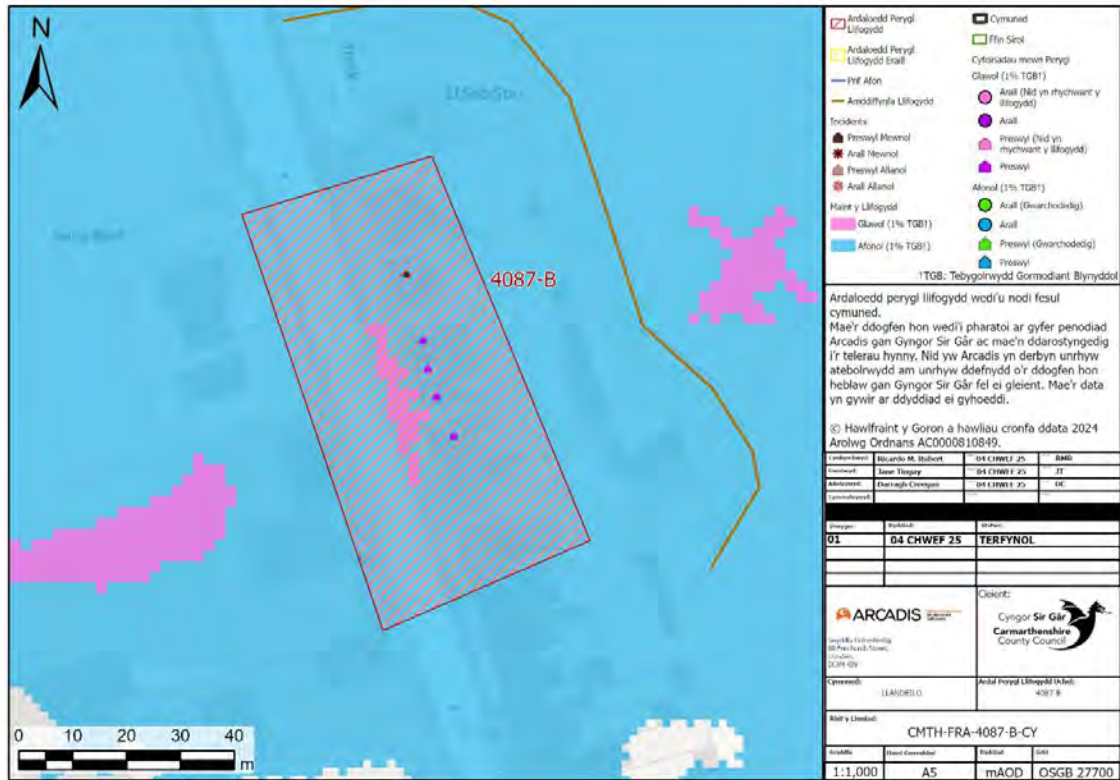 N
4087-B
0 10 20 30 40
m
Ardaloedd Perygl
Llifogydd
Ardaloedd Perygl
Llifogydd Eraill
Prif Afon
Amddiffynfa Llifogydd
Incidents
Preswyl Mewnol
Arall Mewnol
Preswyl Allanol
Arall Allanol
Maint y Llifogydd
Glawol (1% TGB†)
Afonol (1% TGB†)
Cymuned
Ffin Sirol
Cyfeiriadau mewn Perygl
Glawol (1% TGB†)
Arall (Nid yn rhychwant y
llifogydd)
Arall
Preswyl (Nid yn
rhychwant y llifogydd)
Preswyl
Afonol (1% TGB†)
Arall (Gwarchodedig)
Arall
Preswyl (Gwarchodedig)
Preswyl
†TGB: Tebygolrwydd Gormodiant Blynyddol
Ardaloedd perygl llifogydd wedi'u nodi fesul
cymuned.
Mae'r ddogfen hon wedi'i pharatoi ar gyfer penodiad
Arcadis gan Gyngor Sir Gâr ac mae'n ddarostyngedig
i'r telerau hynny. Nid yw Arcadis yn derbyn unrhyw
atebolrwydd am unrhyw ddefnydd o'r ddogfen hon
heblaw gan Gyngor Sir Gâr fel ei gleient. Mae'r data
yn gywir ar ddyddiad ei gyhoeddi.
© Hawlfraint y Goron a hawliau cronfa ddata 2024
Arolwg Ordnans AC0000810849.
Ricardo M. Rubert 04 CHWEF 25 RMR
Jane Tingay 04 CHWEF 25 JT
Darragh Creegan 04 CHWEF 25 DC
01 04 CHWEF 25 TERFYNOL
ARCADIS
Cleient:
Cyngor Sir Gâr
Carmarthenshire
County Council
Cymuned:
LLANDEILO
Ardal Perygl Llifogydd Uchel:
4087 B
CMTH-FRA-4087-B-CY
Graddfa
1:1,000 A5 mAOD OSGB 27700